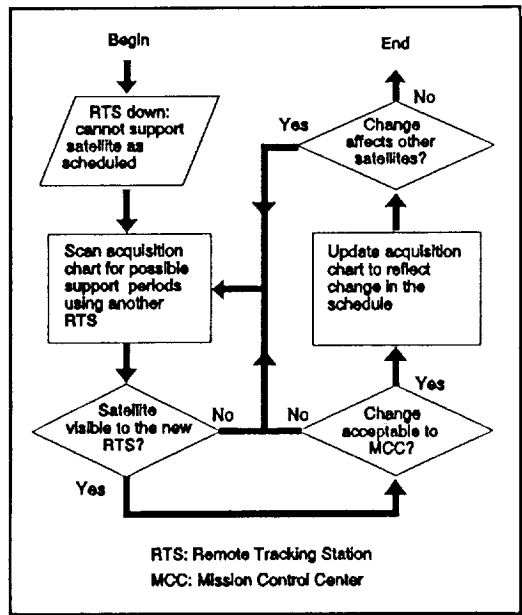 Begin
RTS down:
cannot support
satellite as
scheduled
Scan acquisition
chart for possible
support periods
using another
RTS
Satellite
visible to the new
RTS?
No
Yes
No
Change
acceptable to
MCC?
Yes
Update acquisition
chart to reflect
change in the
schedule
Change
affects other
satellites?
Yes
No
End
RTS: Remote Tracking Station
MCC: Mission Control Center